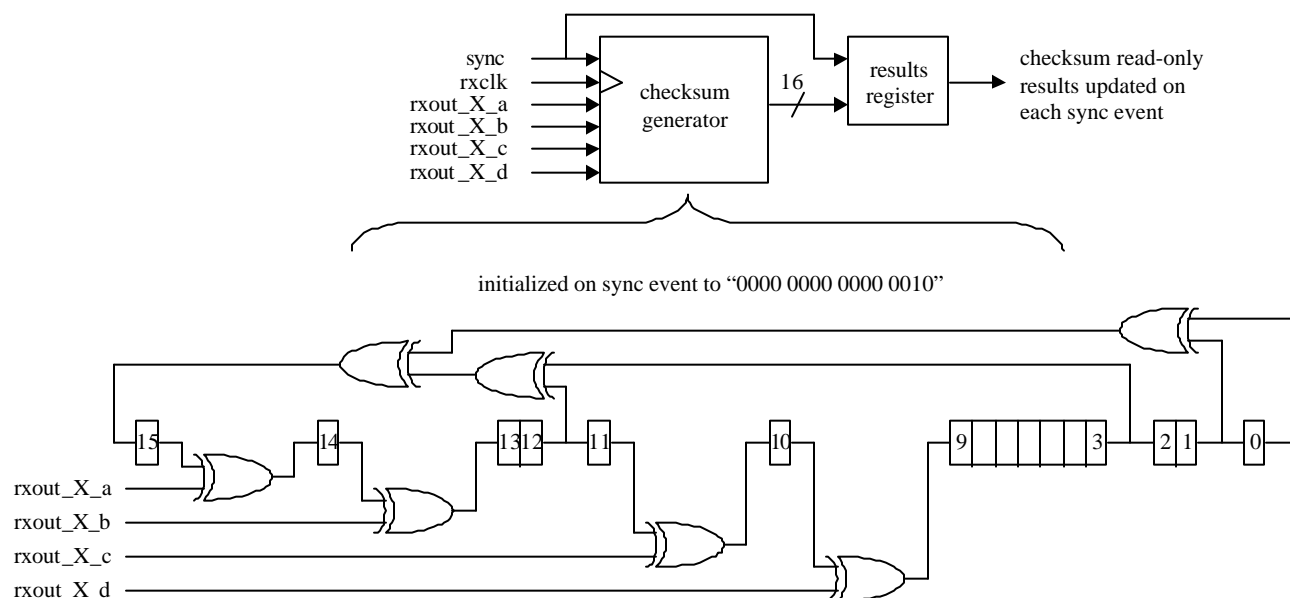 sync
rxclk
rxout_X_a
rxout_X_b
rxout_X_c
rxout_X_d
checksum
generator
16
results
register
checksum read-only
results updated on
each sync event
initialized on sync event to “0000 0000 0000 0010”
15 14 13 12 11 10 9 3 2 1 0
rxout_X_a
rxout_X_b
rxout_X_c
rxout_X_d